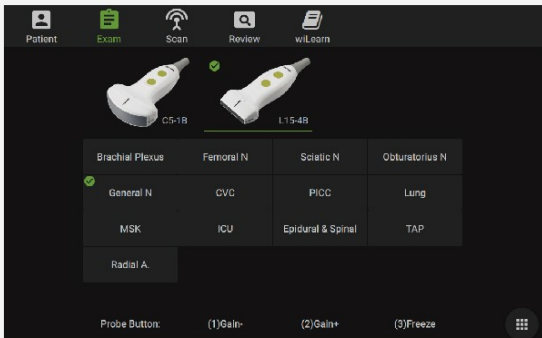 Patient Exam Scan Review wiLearn
C5-1B L15-4B
Brachial Plexus Femoral N Sciatic N Obturatorius N
General N CVC PICC Lung
MSK ICU Epidural & Spinal TAP
Radial A.
Probe Button: (1)Gain- (2)Gain+ (3)Freeze